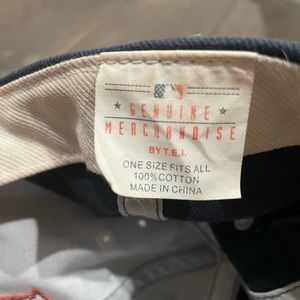 GENUINE
MERCHANDISE
BY T.E.I.
ONE SIZE FITS ALL
100% COTTON
MADE IN CHINA